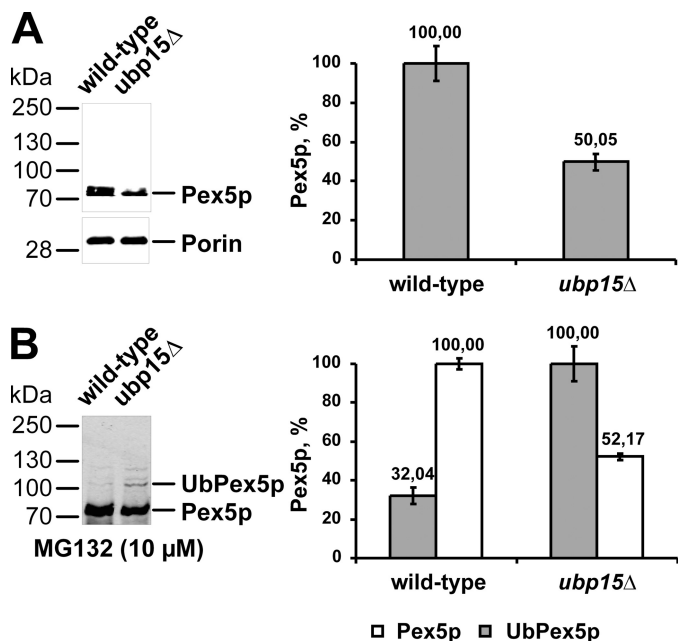 A
wild-type
ubp15Δ
kDa
250
130
100
70
28
Pex5p
Porin
Pex5p, %
100
80
60
40
20
0
100,00
50,05
wild-type
ubp15Δ
B
wild-type
ubp15Δ
kDa
250
130
100
70
UbPex5p
Pex5p
MG132 (10 µM)
Pex5p, %
100
80
60
40
20
0
32,04
100,00
100,00
52,17
wild-type
ubp15Δ
Pex5p
UbPex5p